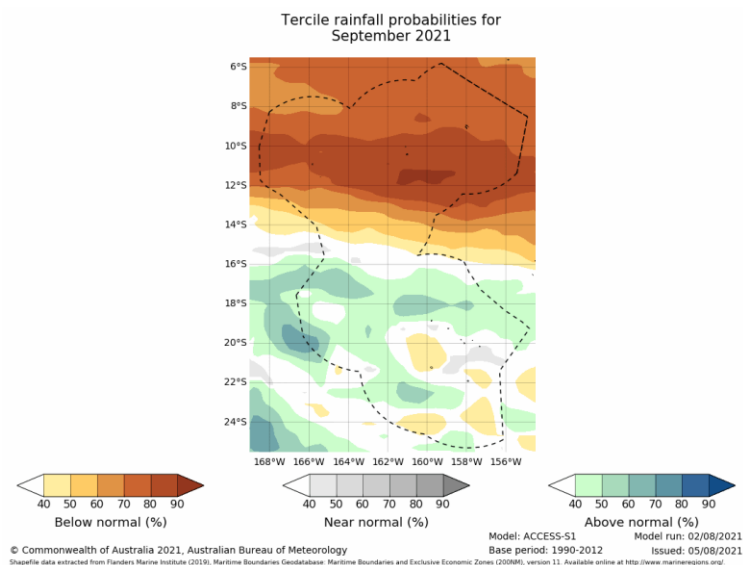 Tercile rainfall probabilities for
September 2021
6°S
8°S
10°S
12°S
14°S
16°S
18°S
20°S
22°S
24°S
168°W 166°W 164°W 162°W 160°W 158°W 156°W
40 50 60 70 80 90
Below normal (%)
40 50 60 70 80 90
Near normal (%)
40 50 60 70 80 90
Above normal (%)
Model: ACCESS-S1 Model run: 02/08/2021
© Commonwealth of Australia 2021, Australian Bureau of Meteorology Base period: 1990-2012 Issued: 05/08/2021
Shapefile data extracted from Flanders Marine Institute (2019), Maritime Boundaries Geodatabase: Maritime Boundaries and Exclusive Economic Zones (200NM), version 11. Available online at http://www.marineregions.org/.